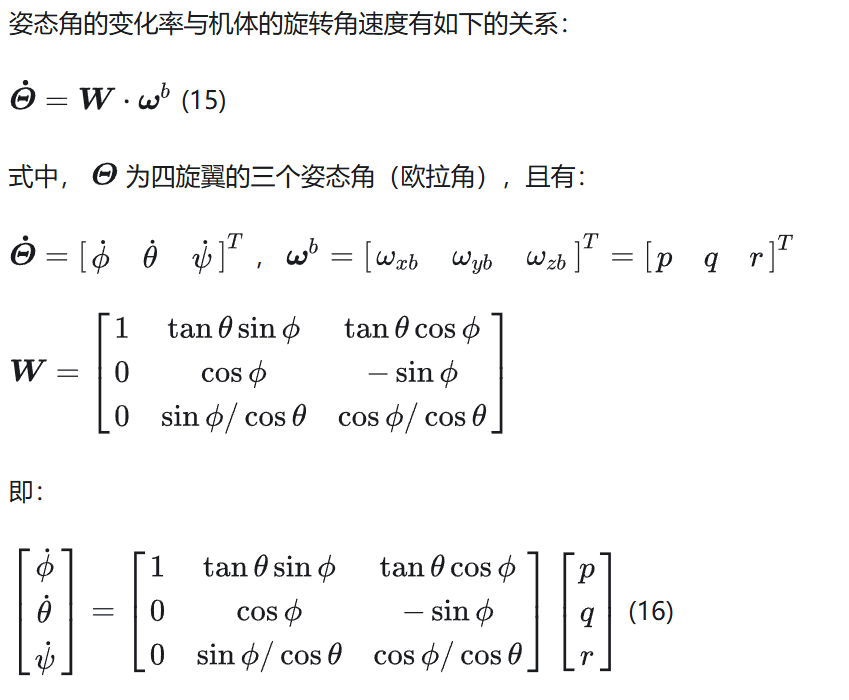 姿态角的变化率与机体的旋转角速度有如下的关系：
$\dot{\boldsymbol{\Theta}} = \boldsymbol{W} \cdot \boldsymbol{\omega}^b$ (15)
式中， $\boldsymbol{\Theta}$ 为四旋翼的三个姿态角（欧拉角），且有：
$\dot{\boldsymbol{\Theta}} = [\dot{\phi} \quad \dot{\theta} \quad \dot{\psi}]^T$ ， $\boldsymbol{\omega}^b = [\omega_{xb} \quad \omega_{yb} \quad \omega_{zb}]^T = [p \quad q \quad r]^T$
$\boldsymbol{W} = \begin{bmatrix} 1 & \tan\theta\sin\phi & \tan\theta\cos\phi \\ 0 & \cos\phi & -\sin\phi \\ 0 & \sin\phi/\cos\theta & \cos\phi/\cos\theta \end{bmatrix}$
即：
$\begin{bmatrix} \dot{\phi} \\ \dot{\theta} \\ \dot{\psi} \end{bmatrix} = \begin{bmatrix} 1 & \tan\theta\sin\phi & \tan\theta\cos\phi \\ 0 & \cos\phi & -\sin\phi \\ 0 & \sin\phi/\cos\theta & \cos\phi/\cos\theta \end{bmatrix} \begin{bmatrix} p \\ q \\ r \end{bmatrix}$ (16)